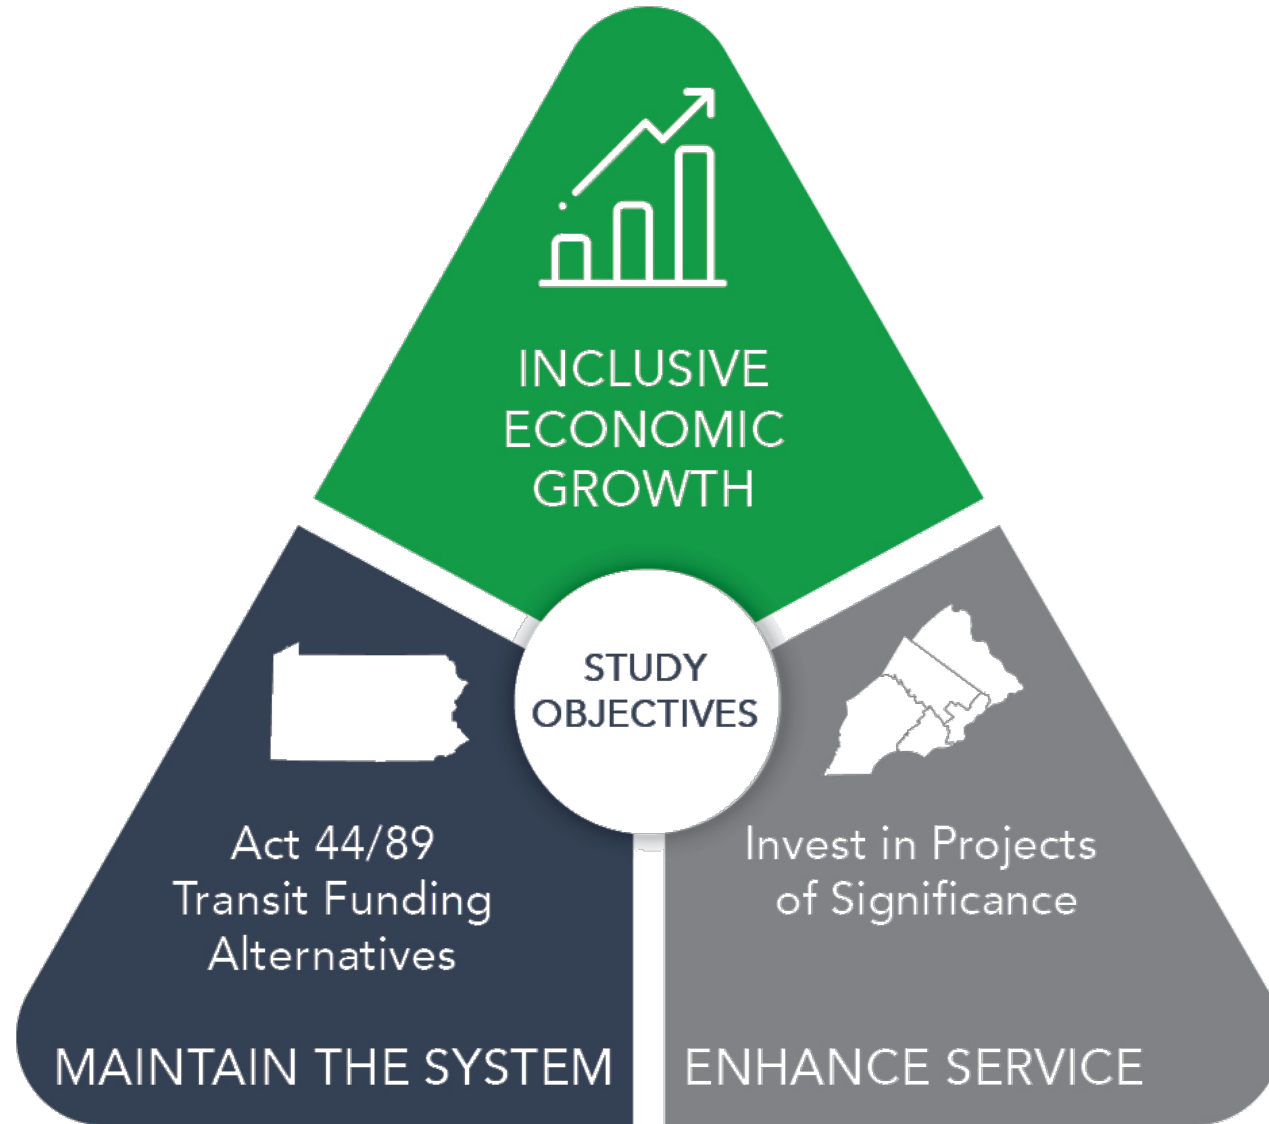 INCLUSIVE
ECONOMIC
GROWTH
STUDY
OBJECTIVES
Act 44/89
Transit Funding
Alternatives
MAINTAIN THE SYSTEM
Invest in Projects
of Significance
ENHANCE SERVICE